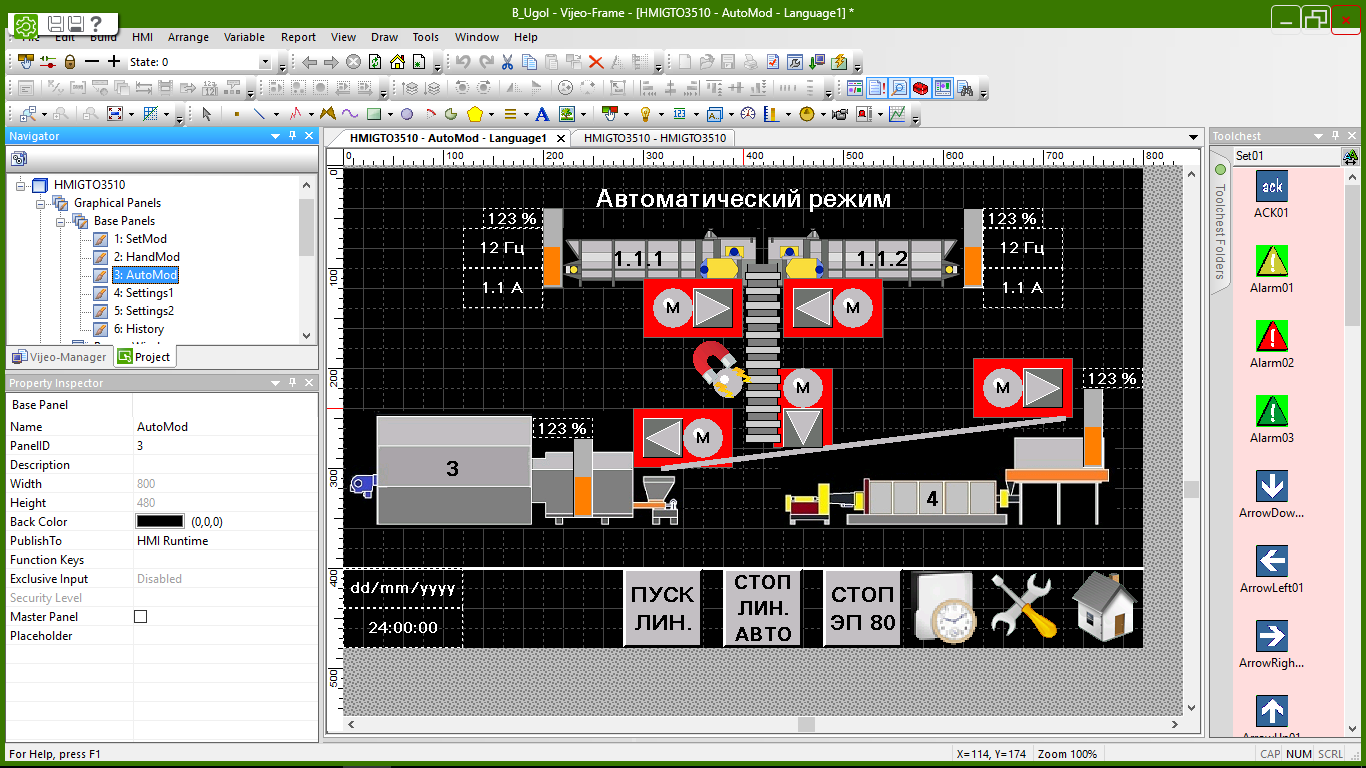 B_Ugol - Vijeo-Frame - [HMIGTO3510 - AutoMod - Language1] *
Edit Build HMI Arrange Variable Report View Draw Tools Window Help
State: 0
Navigator
HMIGTO3510
Graphical Panels
Base Panels
1: SetMod
2: HandMod
3: AutoMod
4: Settings1
5: Settings2
6: History
Vijeo-Manager
Project
Property Inspector
Base Panel
Name AutoMod
PanelID 3
Description
Width 800
Height 480
Back Color (0,0,0)
PublishTo HMI Runtime
Function Keys
Exclusive Input Disabled
Security Level
Master Panel
Placeholder
HMIGTO3510 - AutoMod - Language1
HMIGTO3510 - HMIGTO3510
0 100 200 300 400 500 600 700 800
0
100
200
300
400
500
Автоматический режим
123 %
12 Гц
1.1 А
1.1.1
1.1.2
123 %
12 Гц
1.1 А
М
М
М
М
123 %
123 %
М
3
4
dd/mm/yyyy
24:00:00
ПУСК
ЛИН.
СТОП
ЛИН.
АВТО
СТОП
ЭП 80
Toolchest
Set01
Toolchest Folders
ack
ACK01
Alarm01
Alarm02
Alarm03
ArrowDow...
ArrowLeft01
ArrowRigh...
ArrowUp01
For Help, press F1
X=114, Y=174 Zoom 100%
CAP NUM SCRL